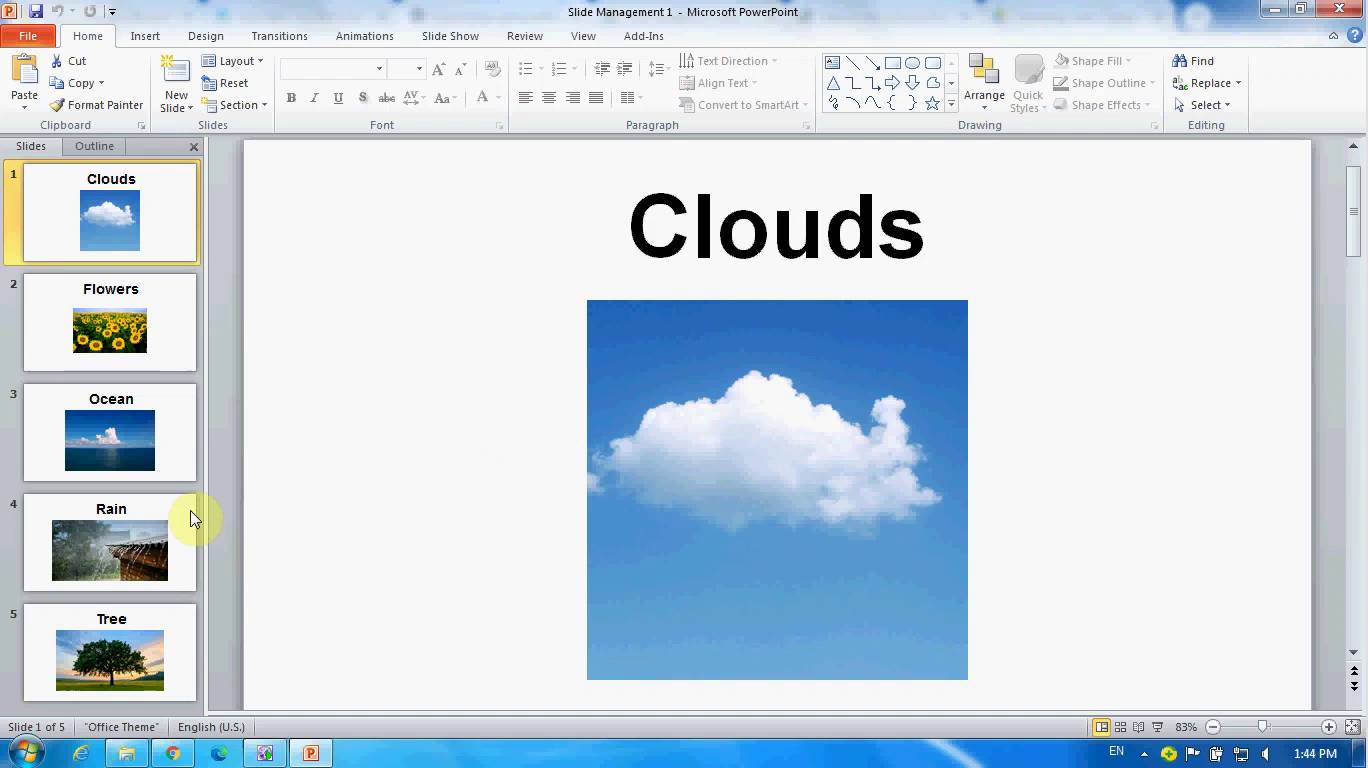 Slide Management 1 - Microsoft PowerPoint
File Home Insert Design Transitions Animations Slide Show Review View Add-Ins
Paste
Cut
Copy
Format Painter
Clipboard
New Slide
Layout
Reset
Section
Slides
B I U S abc AV Aa A
Font
Text Direction
Align Text
Convert to SmartArt
Paragraph
Arrange
Quick Styles
Shape Fill
Shape Outline
Shape Effects
Drawing
Find
Replace
Select
Editing
Slides Outline
1
Clouds
2
Flowers
3
Ocean
4
Rain
5
Tree
Clouds
Slide 1 of 5 "Office Theme" English (U.S.) 83%
EN 1:44 PM